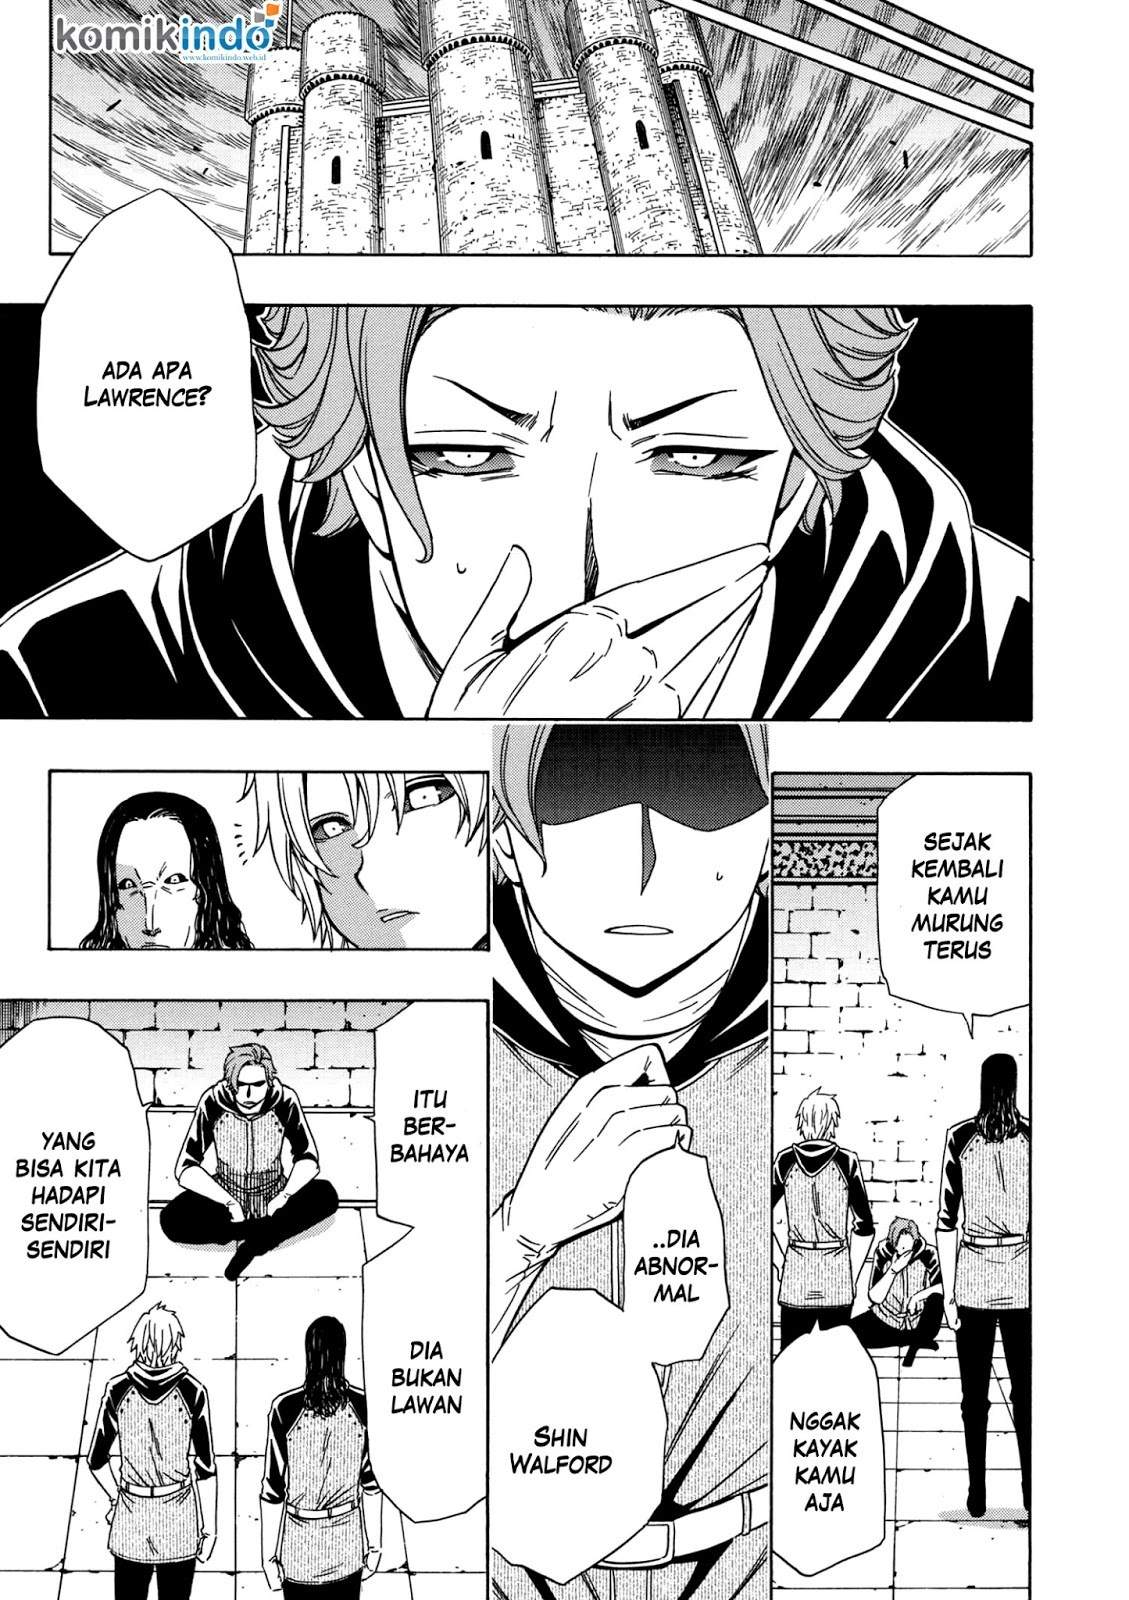 komikindo
www.komikindo.web.id
ADA APA
LAWRENCE?
SEJAK
KEMBALI
KAMU
MURUNG
TERUS
NGGAK
KAYAK
KAMU
AJA
..DIA
ABNOR-
MAL
SHIN
WALFORD
ITU
BER-
BAHAYA
DIA
BUKAN
LAWAN
YANG
BISA KITA
HADAPI
SENDIRI-
SENDIRI